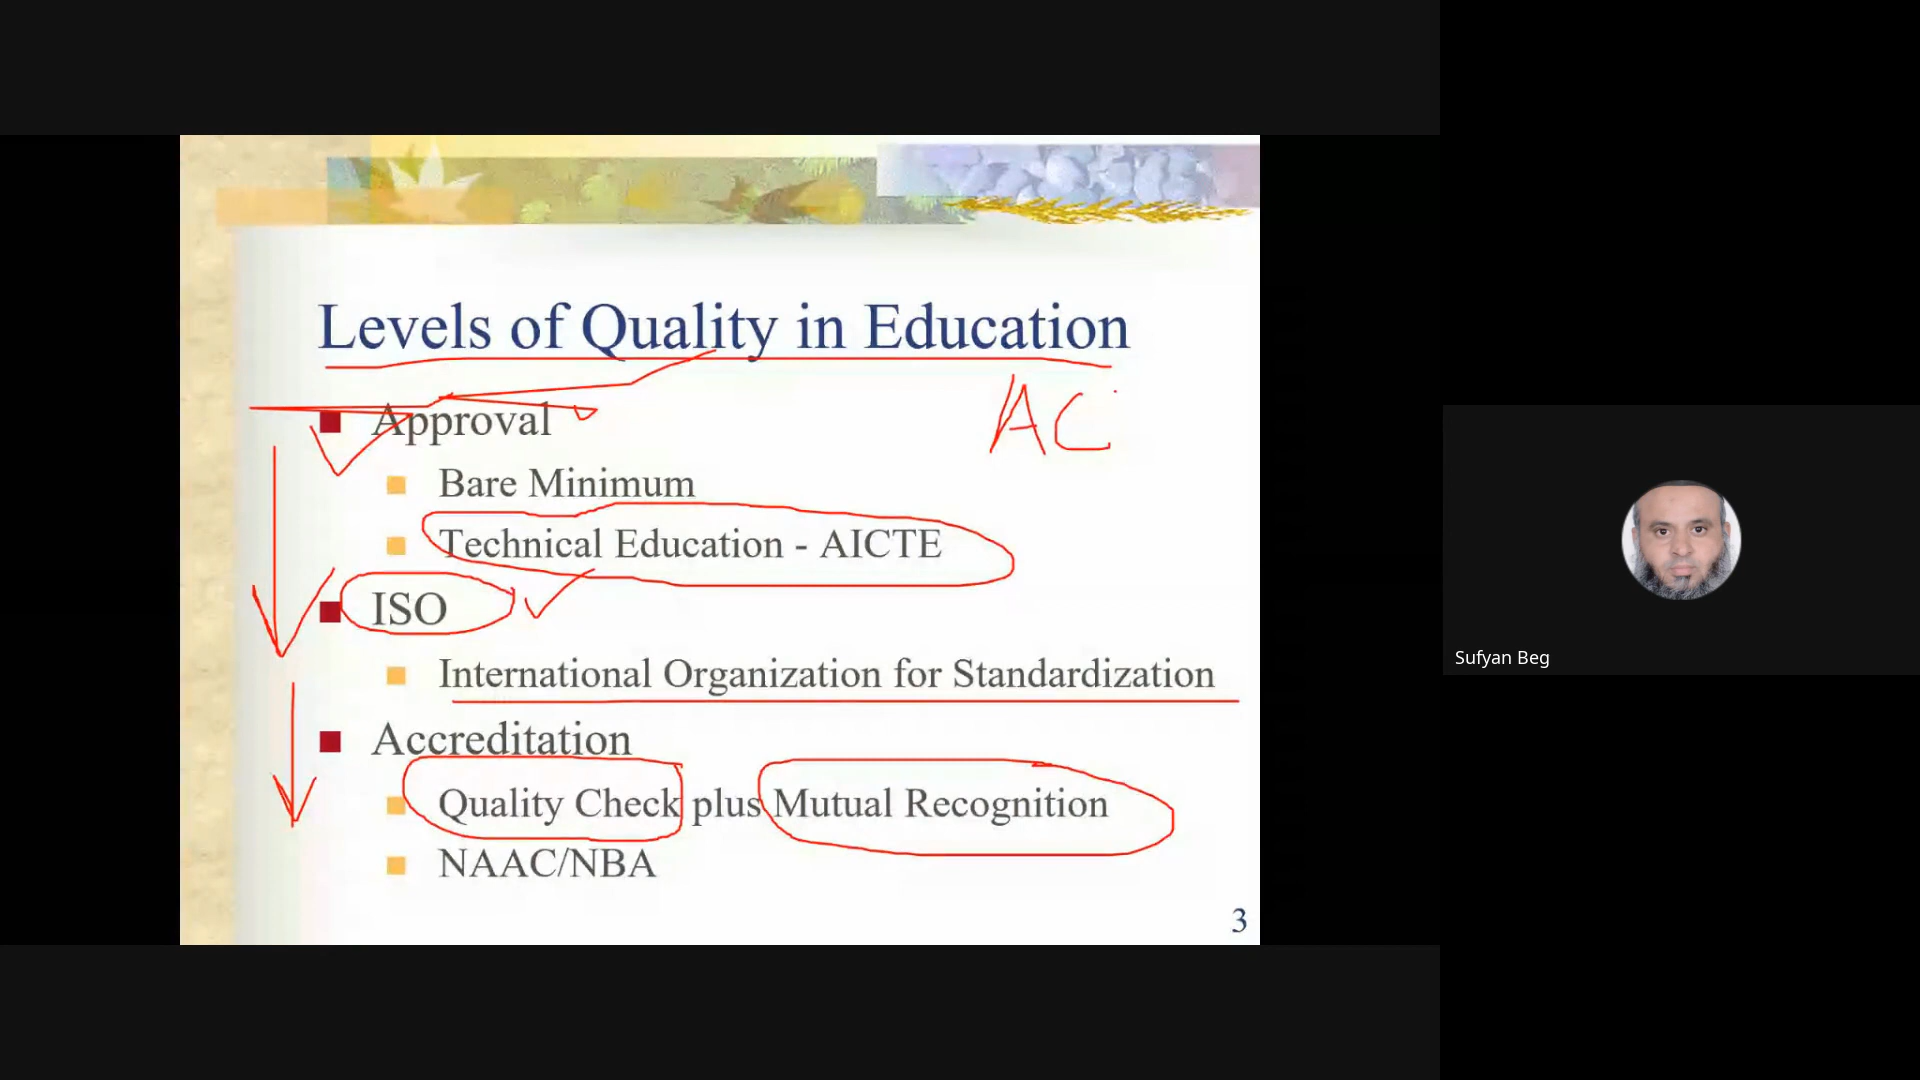 Levels of Quality in Education
AC
Approval
Bare Minimum
Technical Education - AICTE
ISO
International Organization for Standardization
Accreditation
Quality Check plus Mutual Recognition
NAAC/NBA
3
Sufyan Beg